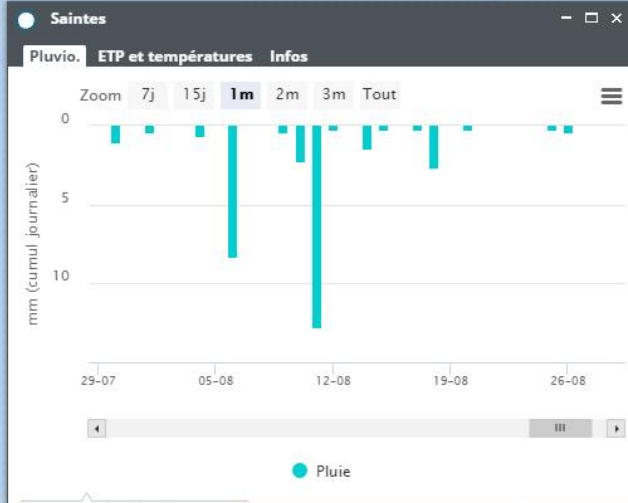 Saintes
Pluvio. ETP et températures Infos
Zoom 7j 15j 1m 2m 3m Tout
0
5
10
mm (cumul journalier)
29-07 05-08 12-08 19-08 26-08
Pluie